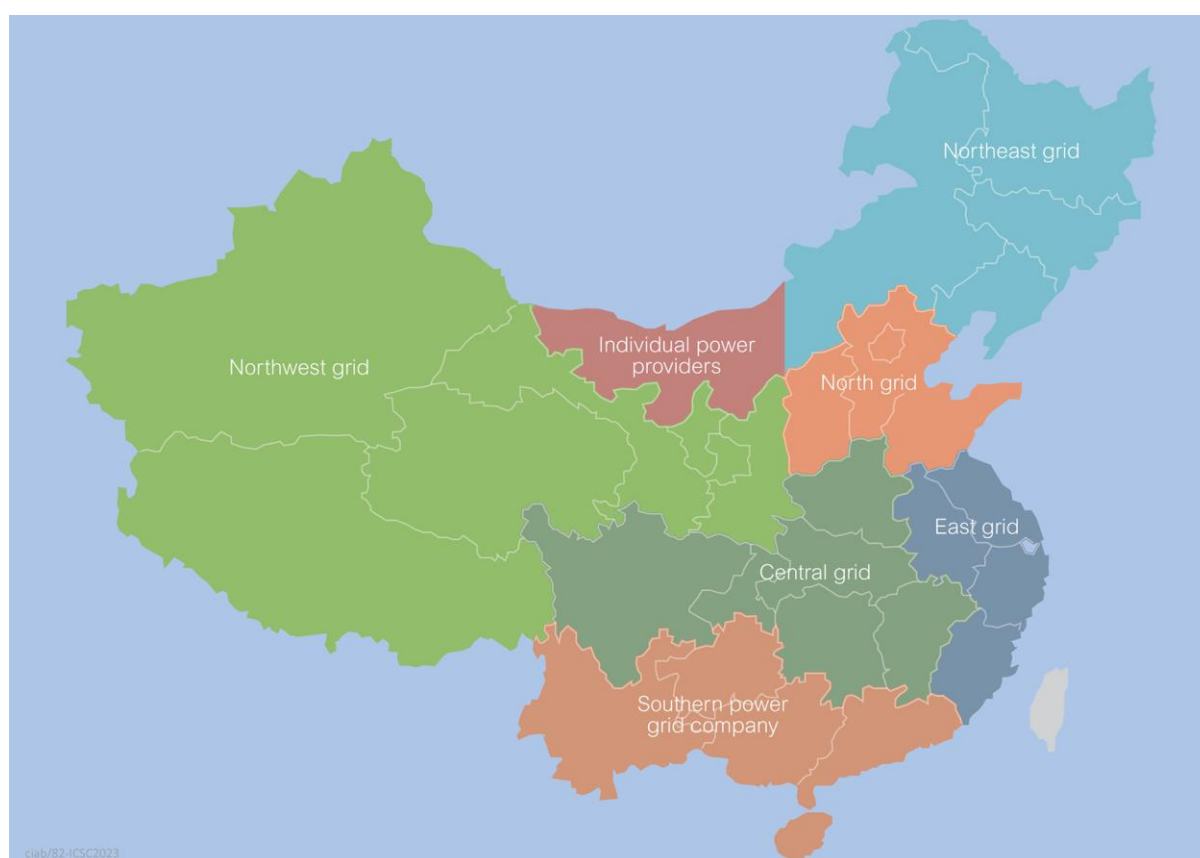 Northeast grid
Individual power
providers
Northwest grid
North grid
East grid
Central grid
Southern power
grid company
ciab/82-ICSC2023